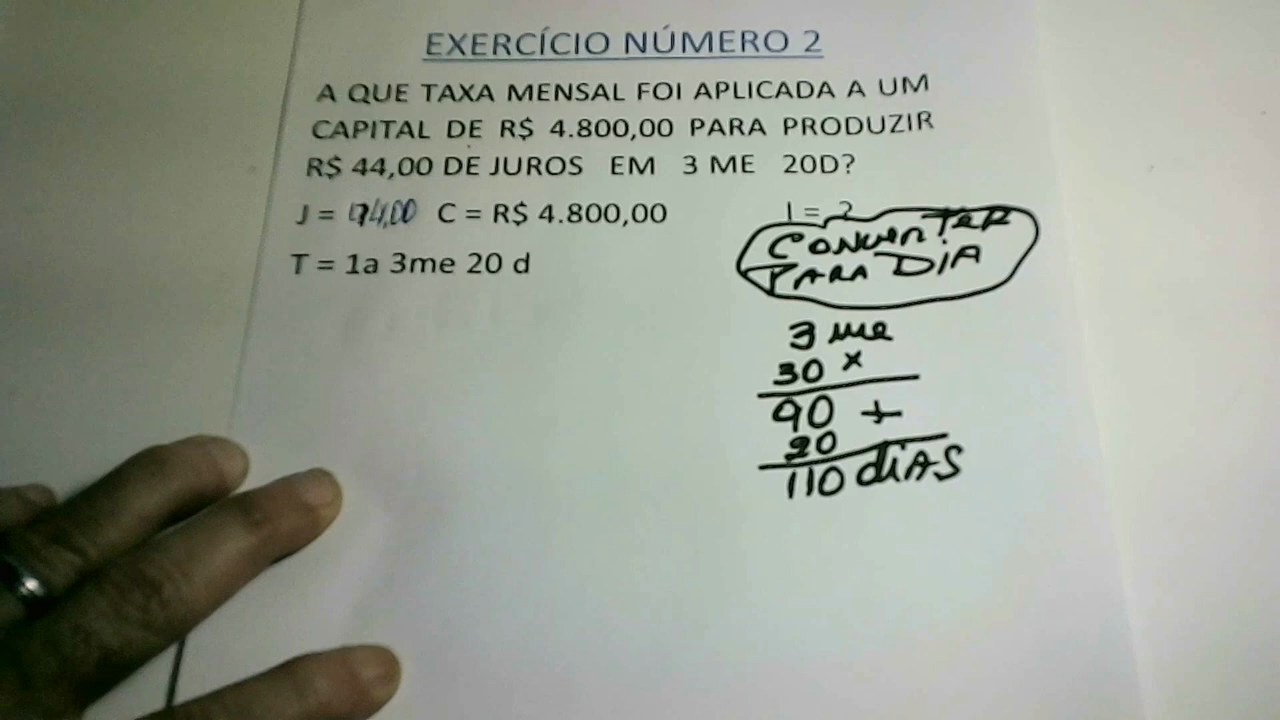 EXERCÍCIO NÚMERO 2
A QUE TAXA MENSAL FOI APLICADA A UM
CAPITAL DE R$ 4.800,00 PARA PRODUZIR
R$ 44,00 DE JUROS EM 3 ME 20D?
J = 44,00 C = R$ 4.800,00 I = ?
T = 1a 3me 20 d
CONVERTER
PARA DIA
3 me
30 x
90 +
20
110 diAS